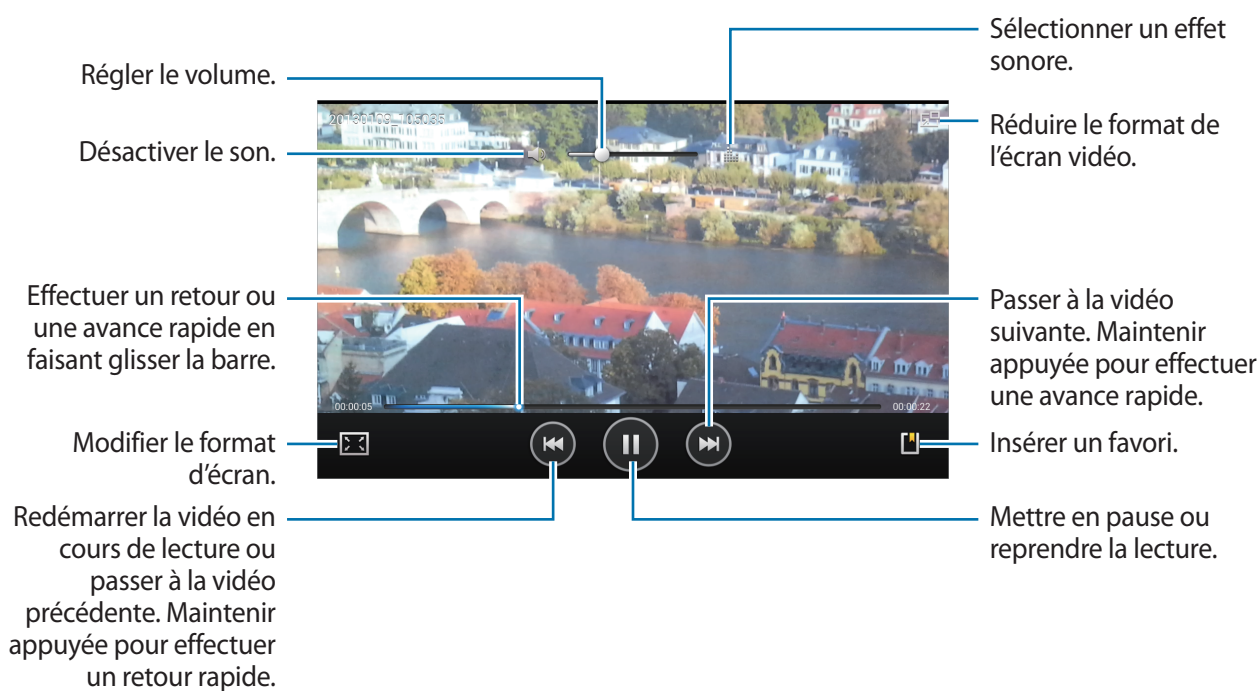 Régler le volume.
Désactiver le son.
Effectuer un retour ou
une avance rapide en
faisant glisser la barre.
Modifier le format
d'écran.
Redémarrer la vidéo en
cours de lecture ou
passer à la vidéo
précédente. Maintenir
appuyée pour effectuer
un retour rapide.
20130109_105035
00:00:05
00:00:22
Sélectionner un effet
sonore.
Réduire le format de
l'écran vidéo.
Passer à la vidéo
suivante. Maintenir
appuyée pour effectuer
une avance rapide.
Insérer un favori.
Mettre en pause ou
reprendre la lecture.